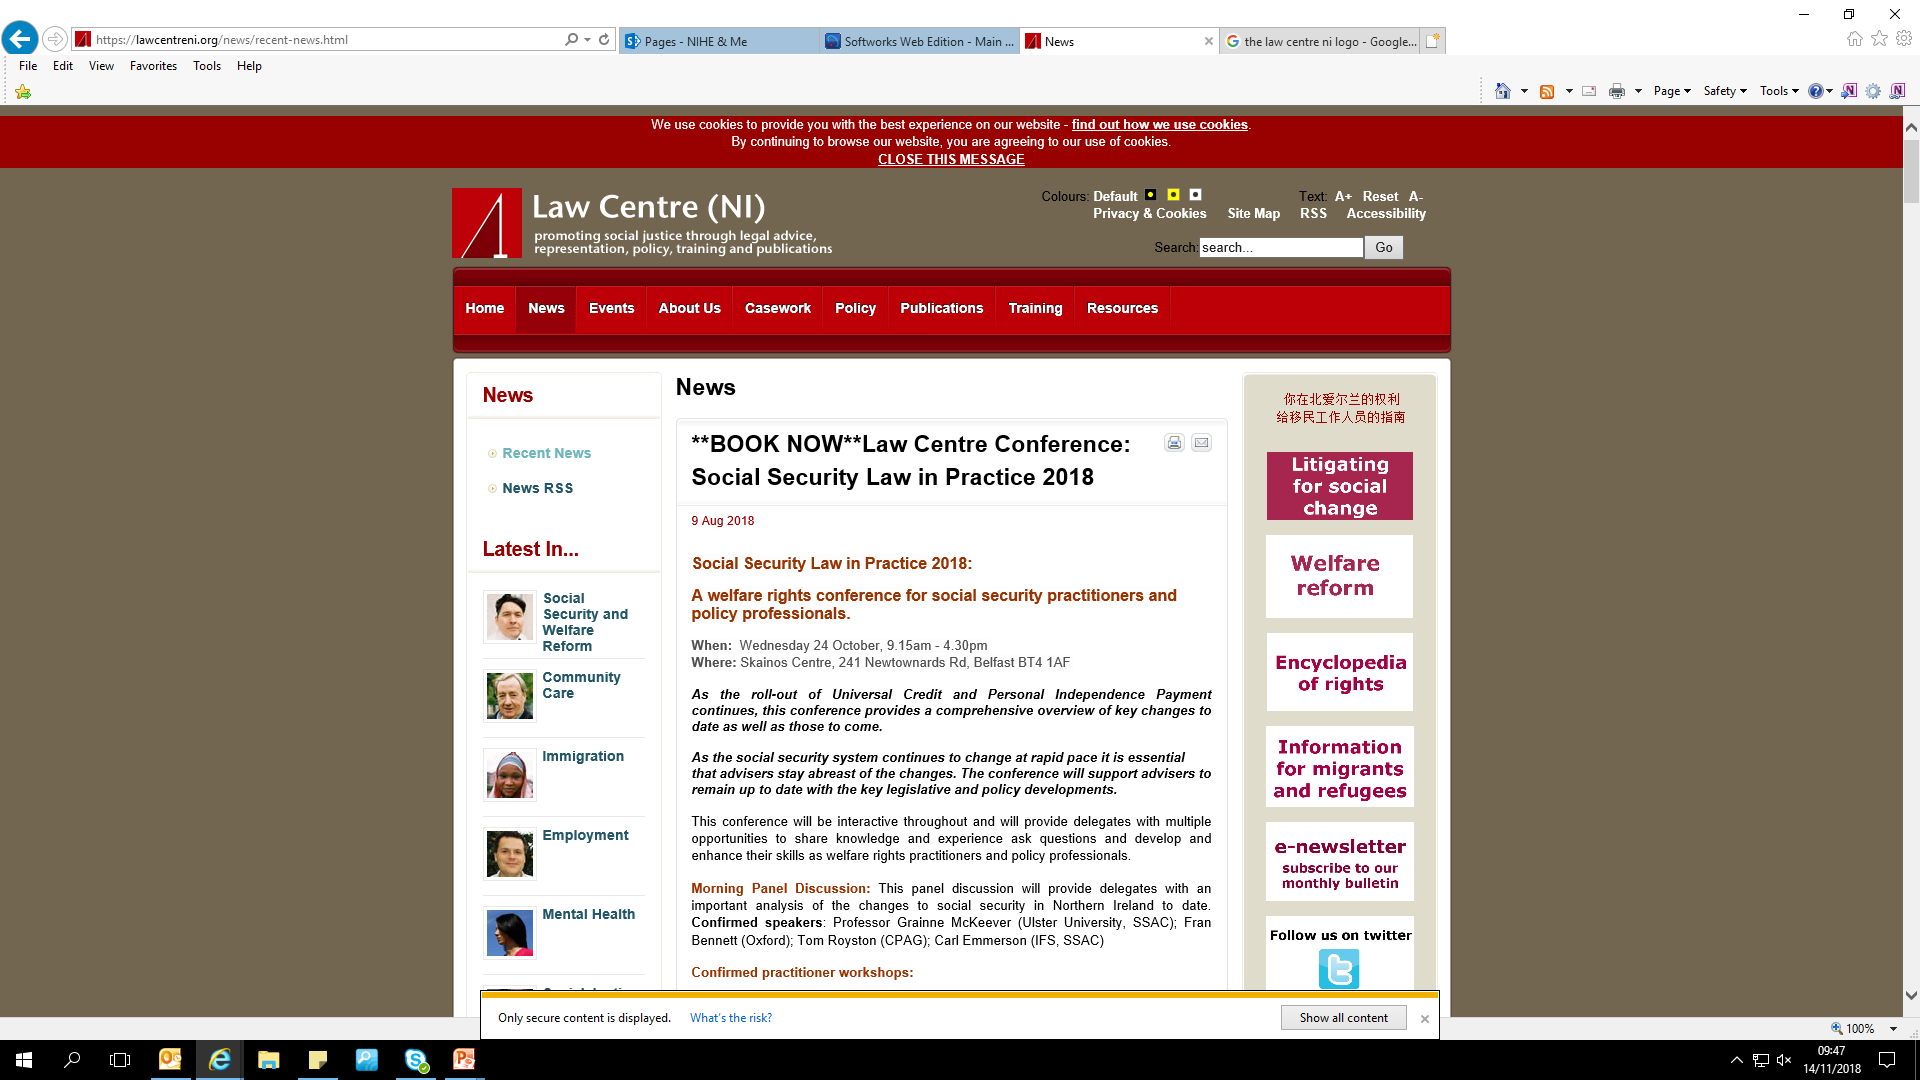 https://lawcentreni.org/news/recent-news.html
Pages - NIHE & Me
Softworks Web Edition - Main ...
News
the law centre ni logo - Google...
File Edit View Favorites Tools Help
Page Safety Tools
We use cookies to provide you with the best experience on our website - find out how we use cookies.
By continuing to browse our website, you are agreeing to our use of cookies.
CLOSE THIS MESSAGE
Law Centre (NI)
promoting social justice through legal advice,
representation, policy, training and publications
Colours: Default
Text: A+ Reset A-
Privacy & Cookies Site Map RSS Accessibility
Search: search... Go
Home News Events About Us Casework Policy Publications Training Resources
News
Recent News
News RSS
Latest In...
Social
Security and
Welfare
Reform
Community
Care
Immigration
Employment
Mental Health
News
**BOOK NOW**Law Centre Conference:
Social Security Law in Practice 2018
9 Aug 2018
Social Security Law in Practice 2018:
A welfare rights conference for social security practitioners and
policy professionals.
When: Wednesday 24 October, 9.15am - 4.30pm
Where: Skainos Centre, 241 Newtownards Rd, Belfast BT4 1AF
As the roll-out of Universal Credit and Personal Independence Payment
continues, this conference provides a comprehensive overview of key changes to
date as well as those to come.
As the social security system continues to change at rapid pace it is essential
that advisers stay abreast of the changes. The conference will support advisers to
remain up to date with the key legislative and policy developments.
This conference will be interactive throughout and will provide delegates with multiple
opportunities to share knowledge and experience ask questions and develop and
enhance their skills as welfare rights practitioners and policy professionals.
Morning Panel Discussion: This panel discussion will provide delegates with an
important analysis of the changes to social security in Northern Ireland to date.
Confirmed speakers: Professor Grainne McKeever (Ulster University, SSAC); Fran
Bennett (Oxford); Tom Royston (CPAG); Carl Emmerson (IFS, SSAC)
Confirmed practitioner workshops:
你在北爱尔兰的权利
给移民工作人员的指南
Litigating
for social
change
Welfare
reform
Encyclopedia
of rights
Information
for migrants
and refugees
e-newsletter
subscribe to our
monthly bulletin
Follow us on twitter
Only secure content is displayed. What's the risk? Show all content
100%
09:47
14/11/2018